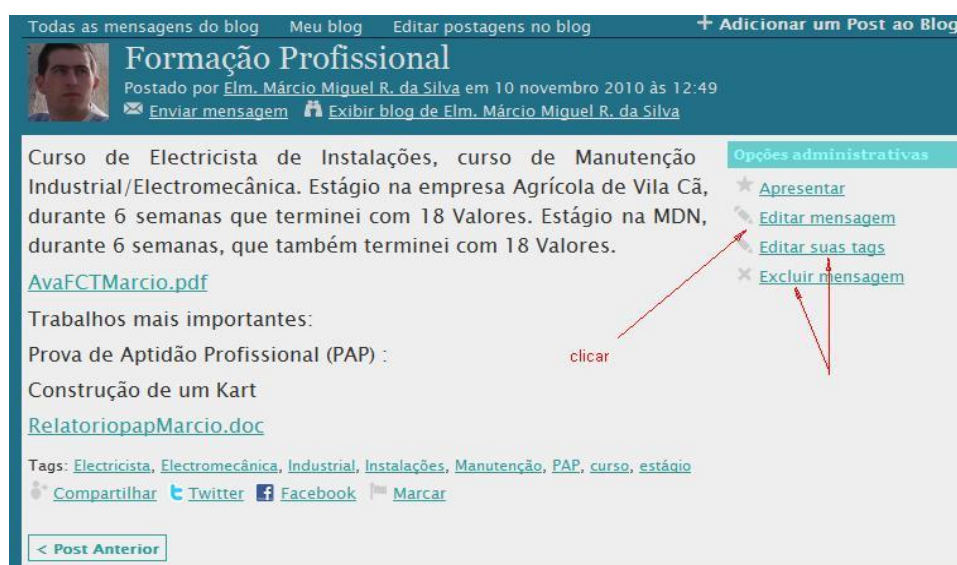 Todas as mensagens do blog Meu blog Editar postagens no blog + Adicionar um Post ao Blog
Formação Profissional
Postado por Elm. Márcio Miguel R. da Silva em 10 novembro 2010 às 12:49
Enviar mensagem Exibir blog de Elm. Márcio Miguel R. da Silva
Curso de Electricista de Instalações, curso de Manutenção
Industrial/Electromecânica. Estágio na empresa Agrícola de Vila Cã,
durante 6 semanas que terminei com 18 Valores. Estágio na MDN,
durante 6 semanas, que também terminei com 18 Valores.
AvaFCTMarcio.pdf
Trabalhos mais importantes:
Prova de Aptidão Profissional (PAP) :
Construção de um Kart
RelatoriopapMarcio.doc
Tags: Electricista, Electromecânica, Industrial, Instalações, Manutenção, PAP, curso, estágio
Compartilhar Twitter Facebook Marcar
< Post Anterior
Opções administrativas
Apresentar
Editar mensagem
Editar suas tags
Excluir mensagem
clicar